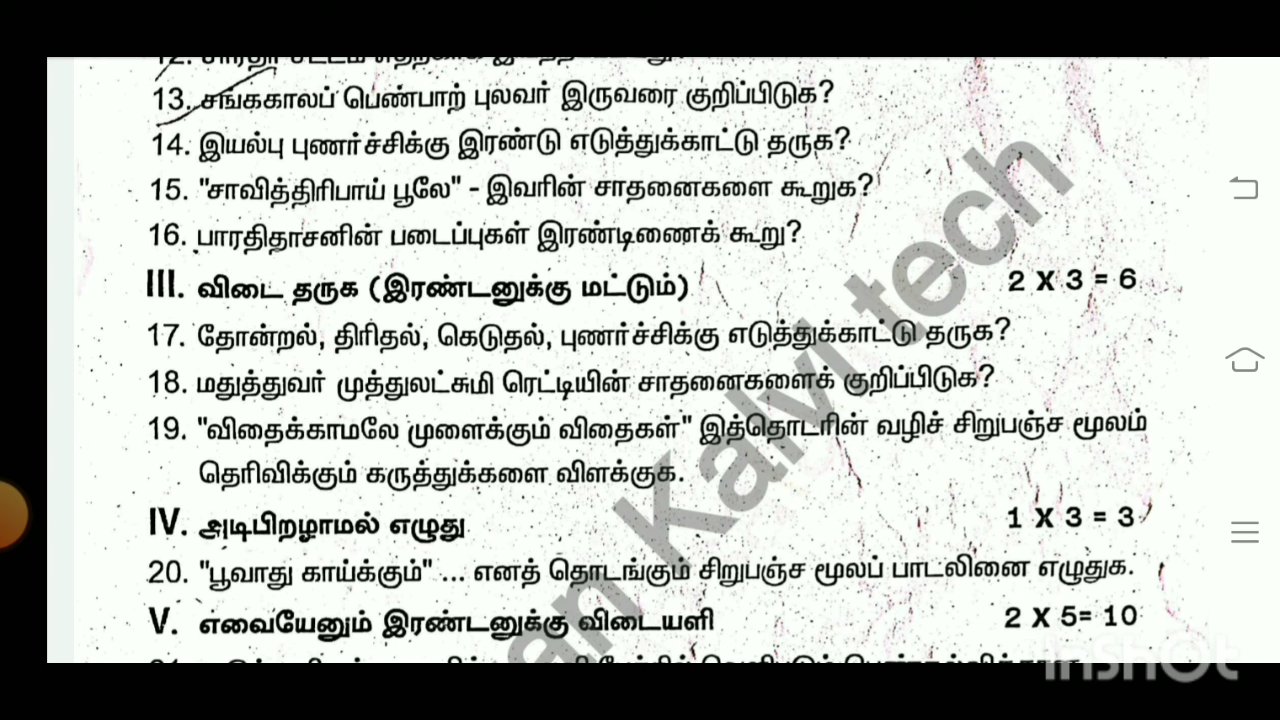 13. சங்ககாலப் பெண்பாற் புலவர் இருவரை குறிப்பிடுக?
14. இயல்பு புணர்ச்சிக்கு இரண்டு எடுத்துக்காட்டு தருக?
15. "சாவித்திரிபாய் பூலே" - இவரின் சாதனைகளை கூறுக?
16. பாரதிதாசனின் படைப்புகள் இரண்டிணைக் கூறு?
III. விடை தருக (இரண்டனுக்கு மட்டும்) 2 X 3 = 6
17. தோன்றல், திரிதல், கெடுதல், புணர்ச்சிக்கு எடுத்துக்காட்டு தருக?
18. மதுத்துவர் முத்துலட்சுமி ரெட்டியின் சாதனைகளைக் குறிப்பிடுக?
19. "விதைக்காமலே முளைக்கும் விதைகள்" இத்தொடரின் வழிச் சிறுபஞ்ச மூலம்
தெரிவிக்கும் கருத்துக்களை விளக்குக.
IV. அடிபிறழாமல் எழுது 1 X 3 = 3
20. "பூவாது காய்க்கும்" ... எனத் தொடங்கும் சிறுபஞ்ச மூலப் பாடலினை எழுதுக.
V. எவையேனும் இரண்டனுக்கு விடையளி 2 X 5= 10
an Kalvi tech
inshot